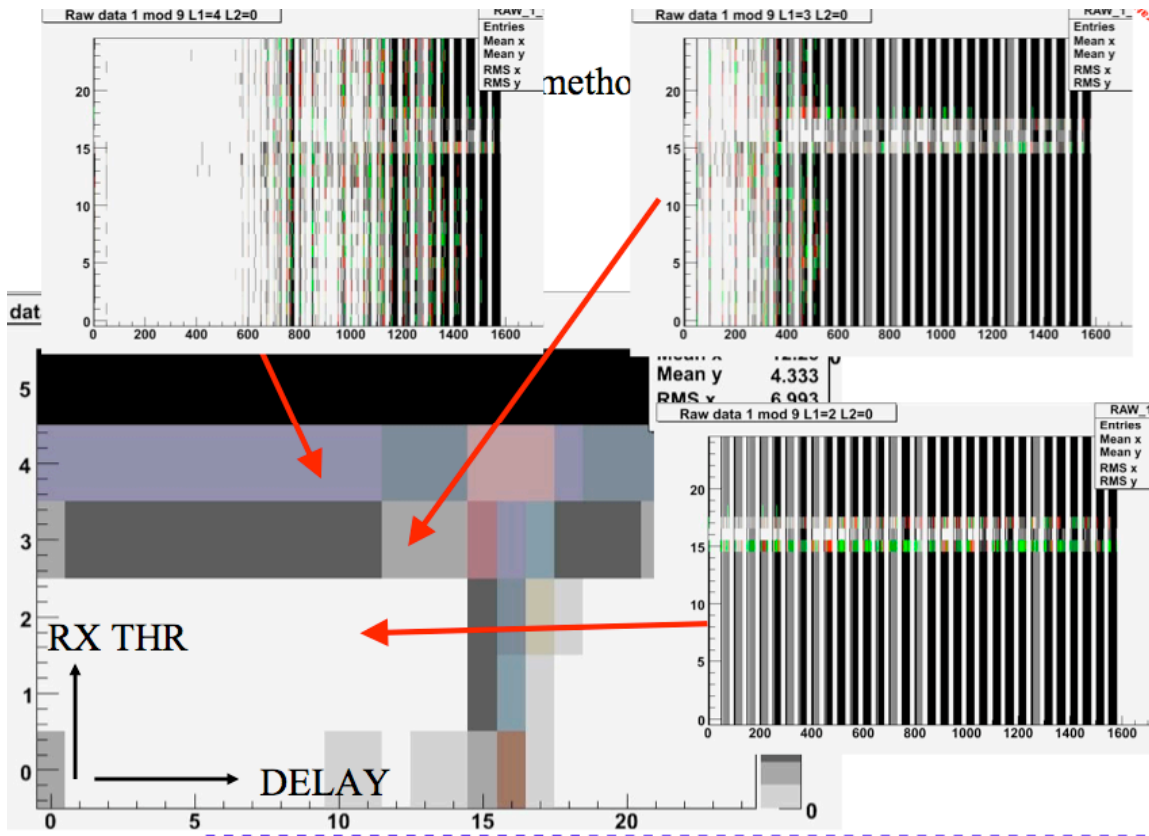 Raw data 1 mod 9 L1=4 L2=0
RAW_1_
Entries
Mean x
Mean y
RMS x
RMS y
20
15
10
5
0
0 200 400 600 800 1000 1200 1400 1600
metho
Raw data 1 mod 9 L1=3 L2=0
RAW_1_
Entries
Mean x
Mean y
RMS x
RMS y
20
15
10
5
0
0 200 400 600 800 1000 1200 1400 1600
dat
Mean x 12.26
Mean y 4.333
RMS x 6.993
0
5
4
3
2
1
0
RX THR
DELAY
0 5 10 15 20
0
Raw data 1 mod 9 L1=2 L2=0
RAW_1
Entries
Mean x
Mean y
RMS x
RMS y
20
15
10
5
0
0 200 400 600 800 1000 1200 1400 1600